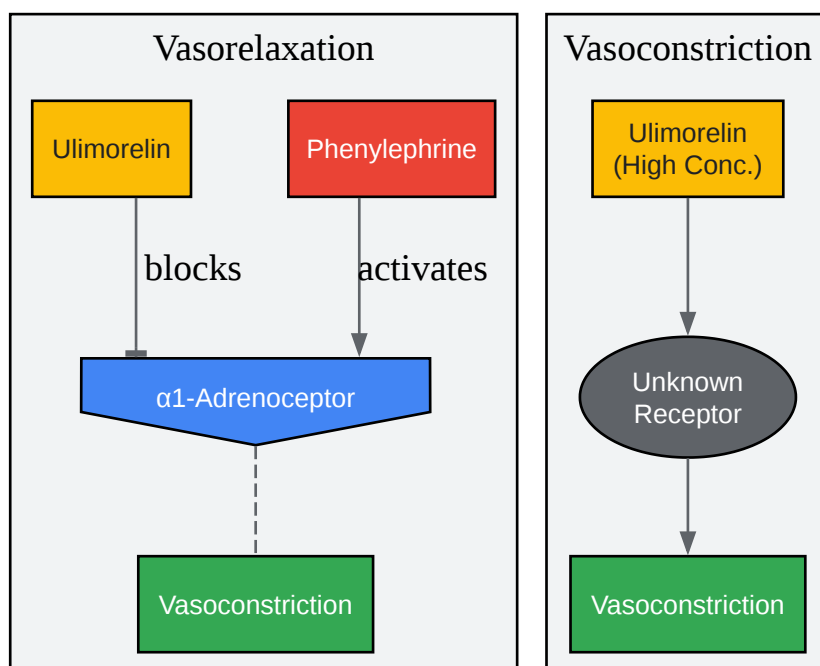 Vasorelaxation
Ulimorelin
Phenylephrine
blocks
activates
α1-Adrenoceptor
Vasoconstriction
Vasoconstriction
Ulimorelin
(High Conc.)
Unknown
Receptor
Vasoconstriction